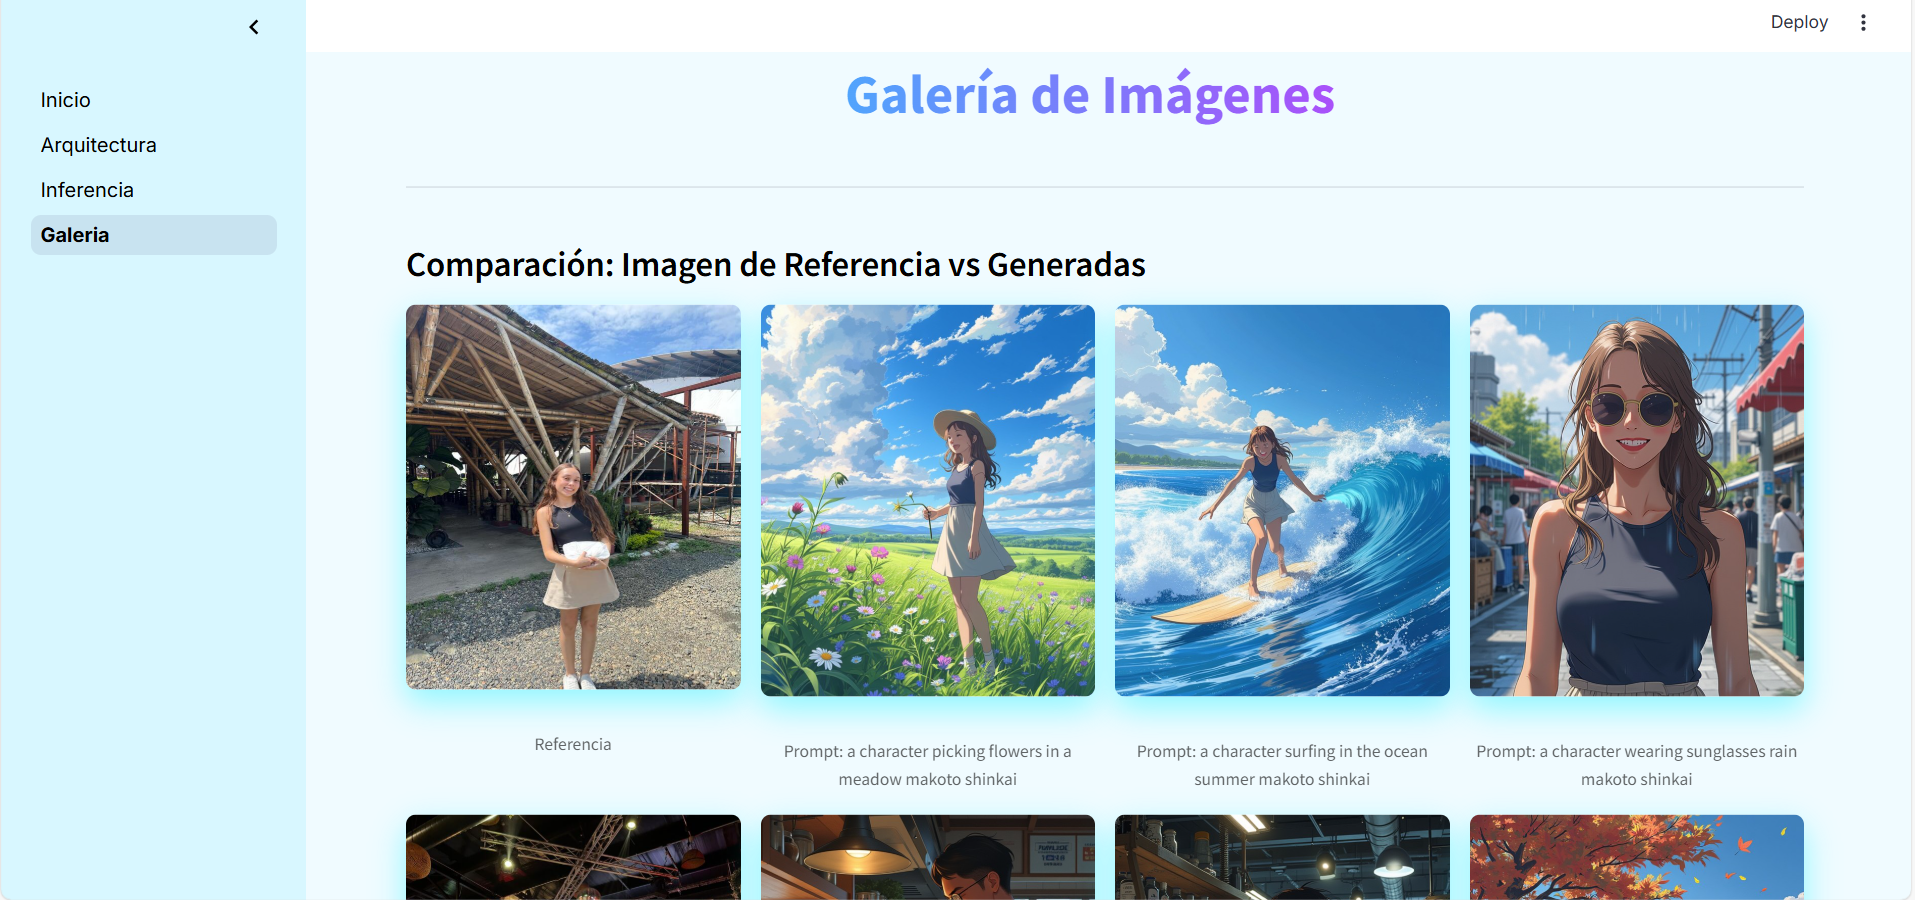 Deploy
Inicio
Arquitectura
Inferencia
Galeria
Galería de Imágenes
Comparación: Imagen de Referencia vs Generadas
Referencia
Prompt: a character picking flowers in a
meadow makoto shinkai
Prompt: a character surfing in the ocean
summer makoto shinkai
Prompt: a character wearing sunglasses rain
makoto shinkai